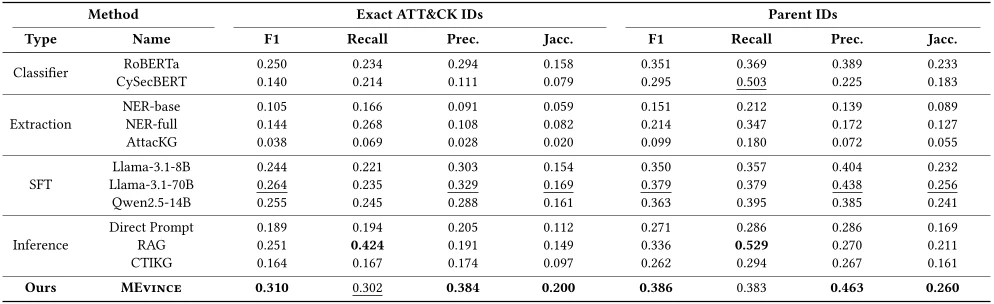 Method Exact ATT&CK IDs Parent IDs
Type Name F1 Recall Prec. Jacc. F1 Recall Prec. Jacc.
Classifier RoBERTa 0.250 0.234 0.294 0.158 0.351 0.369 0.389 0.233
CySecBERT 0.140 0.214 0.111 0.079 0.295 0.503 0.225 0.183
Extraction NER-base 0.105 0.166 0.091 0.059 0.151 0.212 0.139 0.089
NER-full 0.144 0.268 0.108 0.082 0.214 0.347 0.172 0.127
AttacKG 0.038 0.069 0.028 0.020 0.099 0.180 0.072 0.055
SFT Llama-3.1-8B 0.244 0.221 0.303 0.154 0.350 0.357 0.404 0.232
Llama-3.1-70B 0.264 0.235 0.329 0.169 0.379 0.379 0.438 0.256
Qwen2.5-14B 0.255 0.245 0.288 0.161 0.363 0.395 0.385 0.241
Inference Direct Prompt 0.189 0.194 0.205 0.112 0.271 0.286 0.286 0.169
RAG 0.251 0.424 0.191 0.149 0.336 0.529 0.270 0.211
CTIKG 0.164 0.167 0.174 0.097 0.262 0.294 0.267 0.161
Ours MEVINCE 0.310 0.302 0.384 0.200 0.386 0.383 0.463 0.260